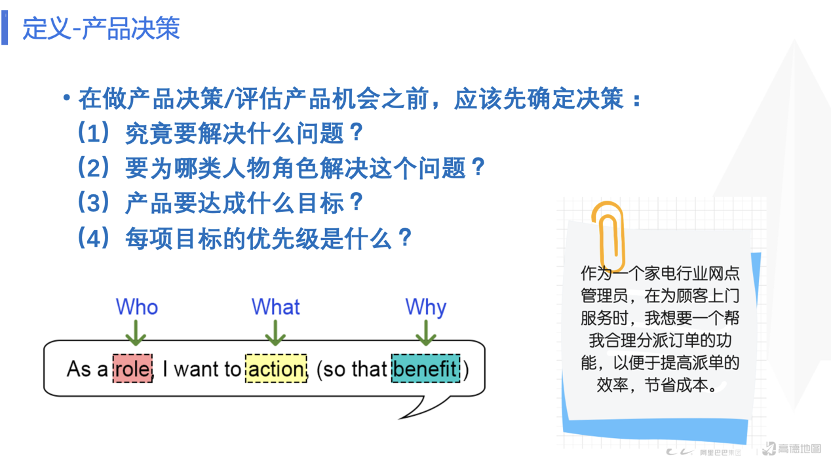 定义-产品决策
• 在做产品决策/评估产品机会之前，应该先确定决策：
（1）究竟要解决什么问题？
（2）要为哪类人物角色解决这个问题？
（3）产品要达成什么目标？
（4）每项目标的优先级是什么？
Who What Why
As a role, I want to action, (so that benefit)
作为一个家电行业网点
管理员，在为顾客上门
服务时，我想要一个帮
我合理分派订单的功
能，以便于提高派单的
效率，节省成本。
高德地图